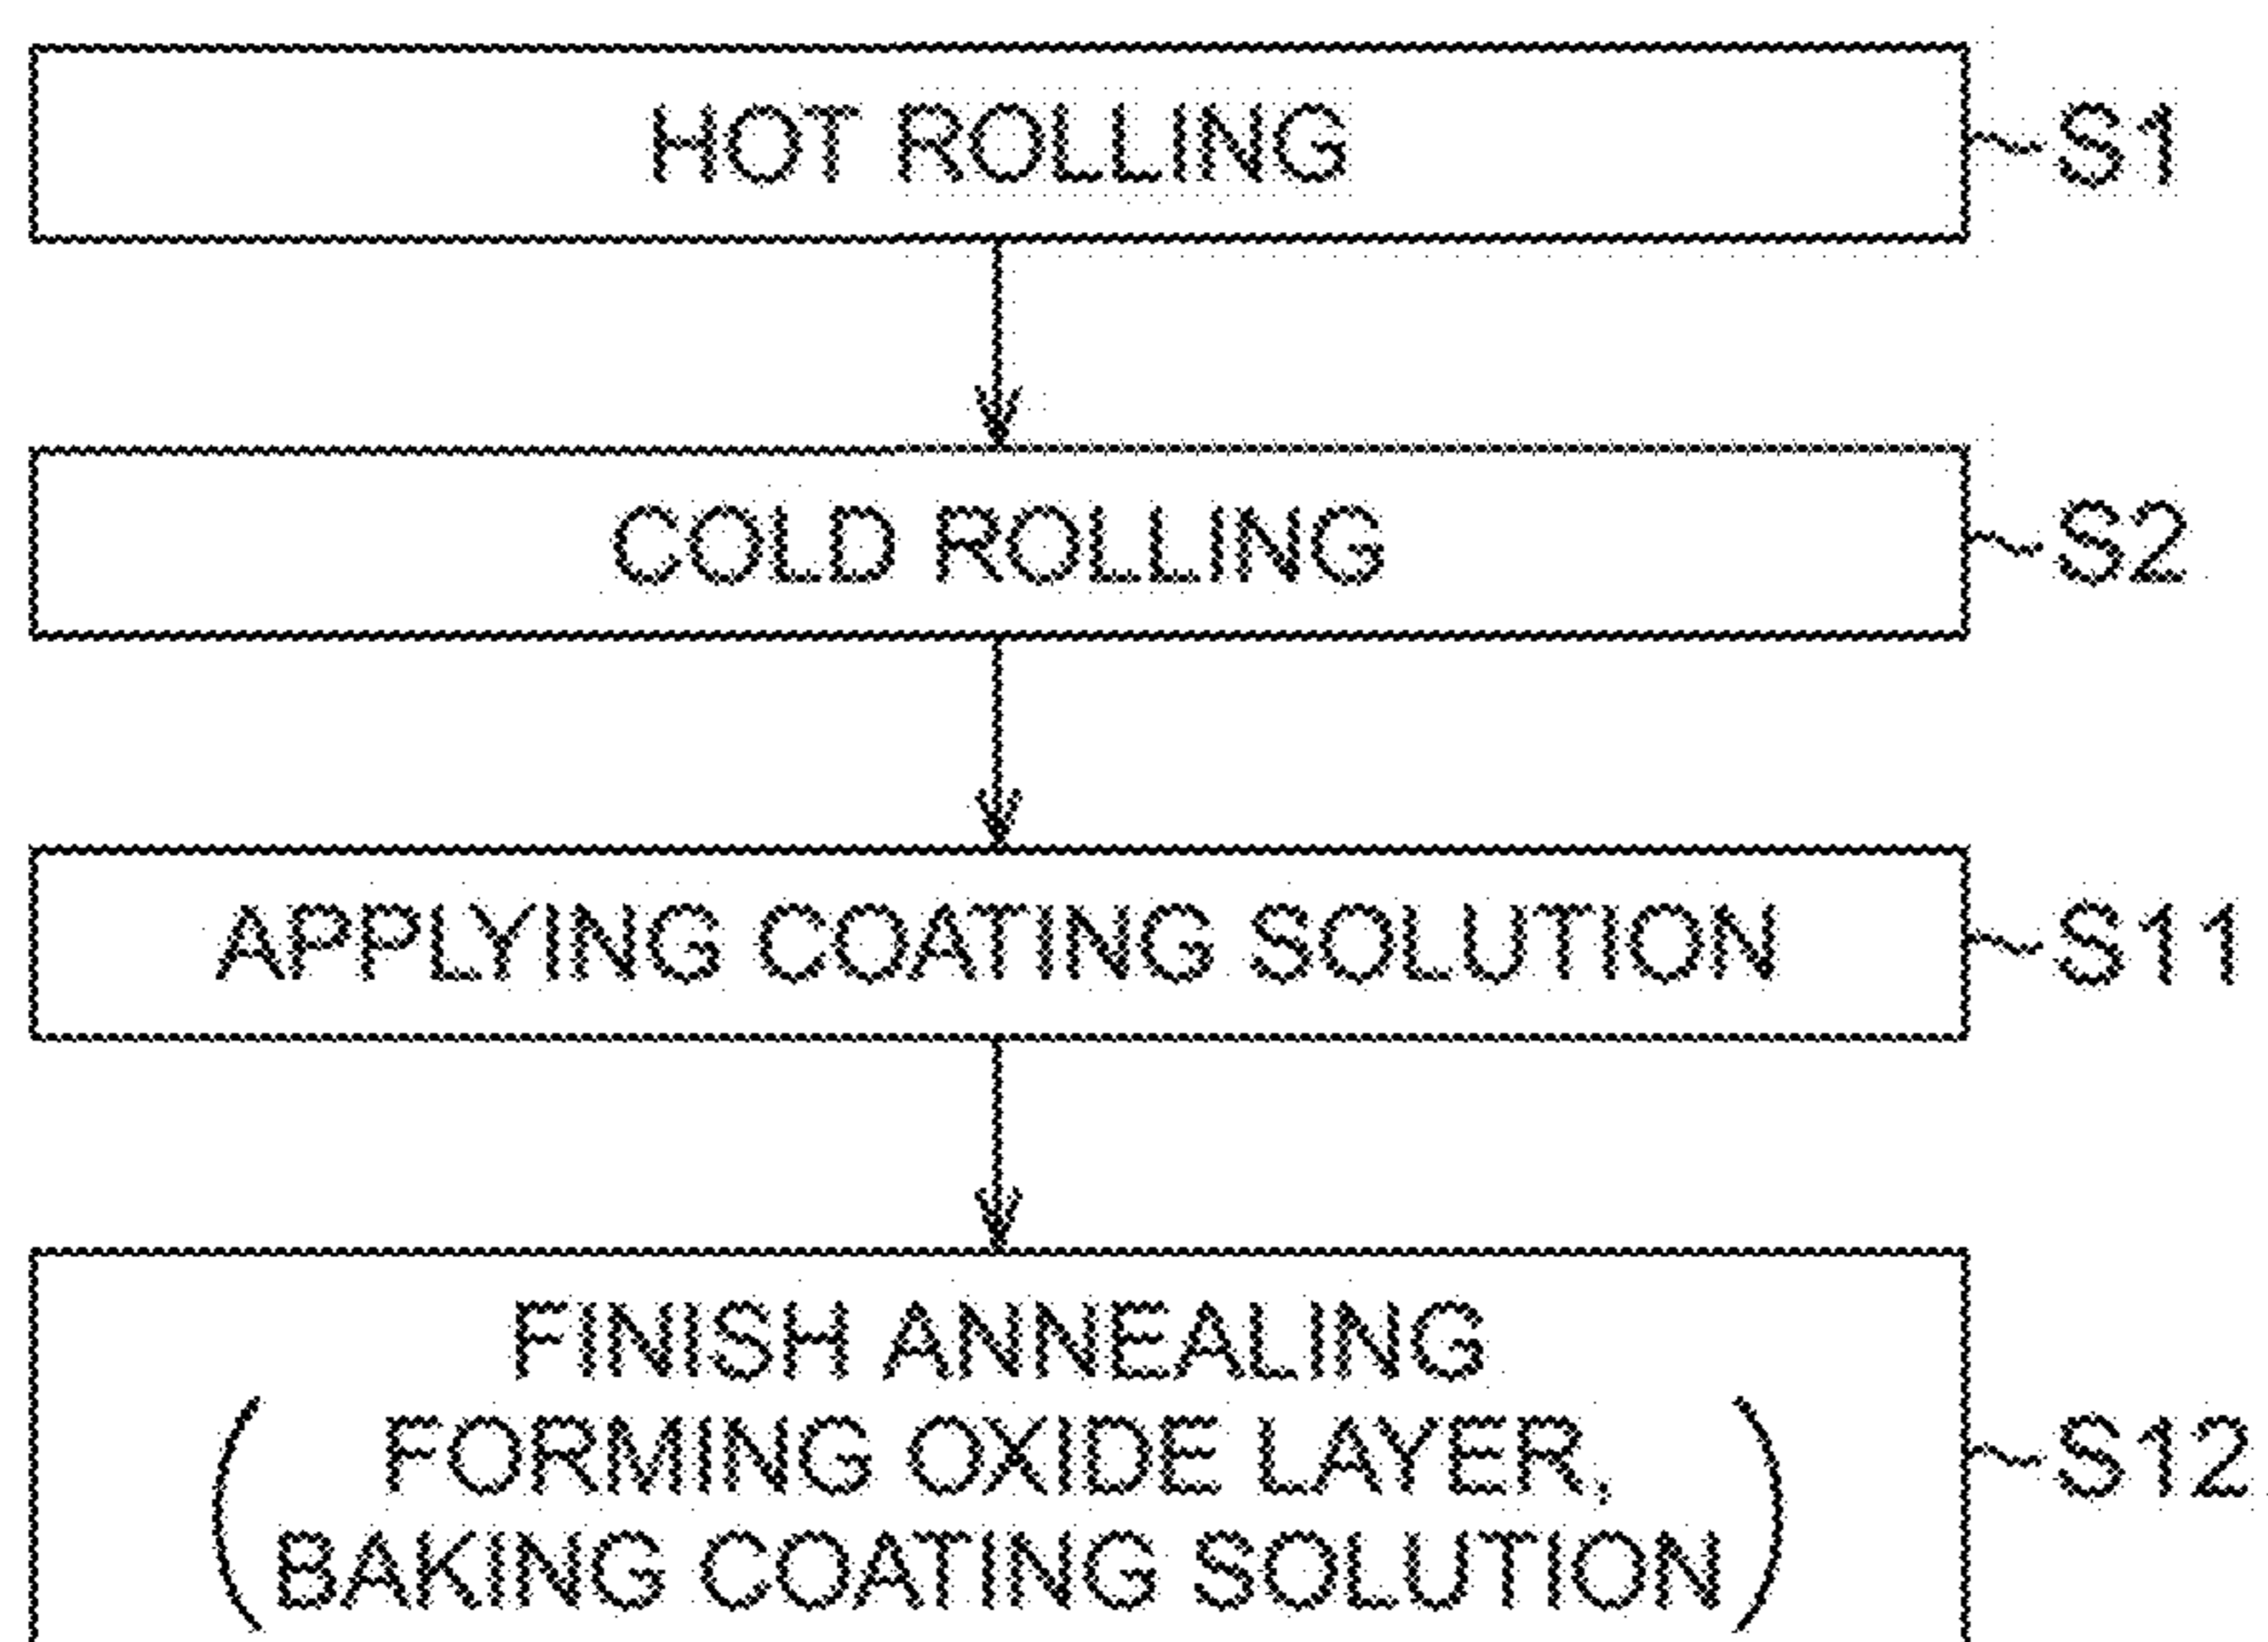 HOT ROLLING S1
COLD ROLLING S2
APPLYING COATING SOLUTION S11
FINISH ANNEALING
(FORMING OXIDE LAYER, S12
BAKING COATING SOLUTION)